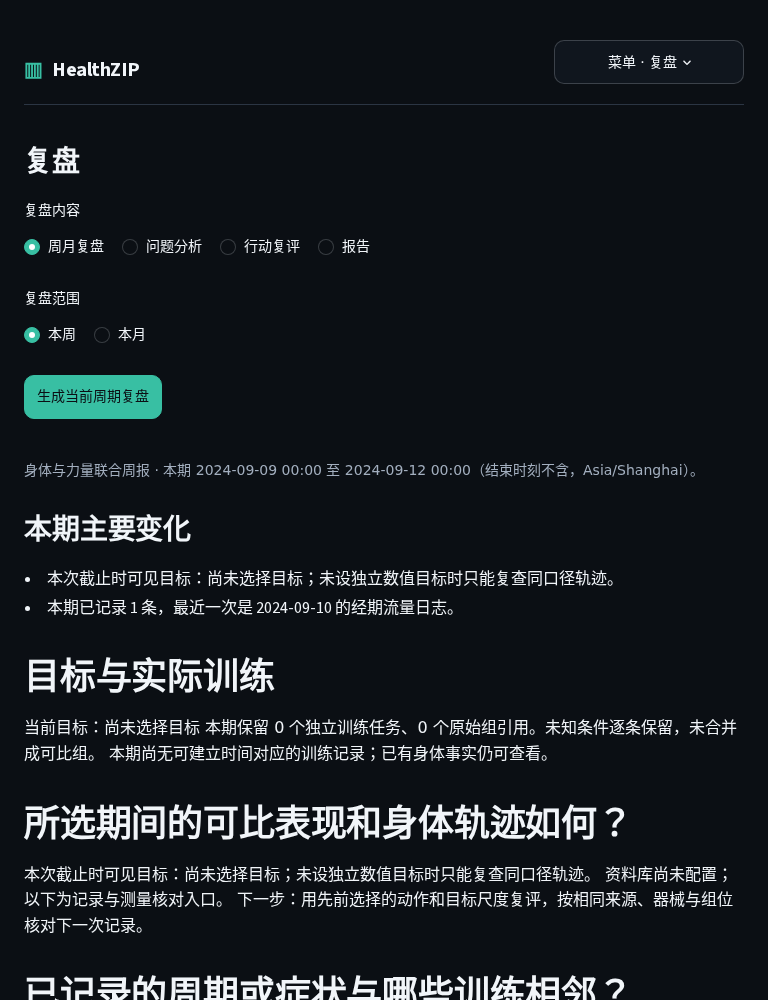 HealthZIP
菜单 · 复盘
复盘
复盘内容
周月复盘 问题分析 行动复评 报告
复盘范围
本周 本月
生成当前周期复盘
身体与力量联合周报 · 本期 2024-09-09 00:00 至 2024-09-12 00:00（结束时刻不含，Asia/Shanghai）。
本期主要变化
• 本次截止时可见目标：尚未选择目标；未设独立数值目标时只能复查同口径轨迹。
• 本期已记录 1 条，最近一次是 2024-09-10 的经期流量日志。
目标与实际训练
当前目标：尚未选择目标 本期保留 0 个独立训练任务、0 个原始组引用。未知条件逐条保留，未合并
成可比组。 本期尚无可建立时间对应的训练记录；已有身体事实仍可查看。
所选期间的可比表现和身体轨迹如何？
本次截止时可见目标：尚未选择目标；未设独立数值目标时只能复查同口径轨迹。 资料库尚未配置；
以下为记录与测量核对入口。 下一步：用先前选择的动作和目标尺度复评，按相同来源、器械与组位
核对下一次记录。
已记录的周期或症状与哪些训练相邻？